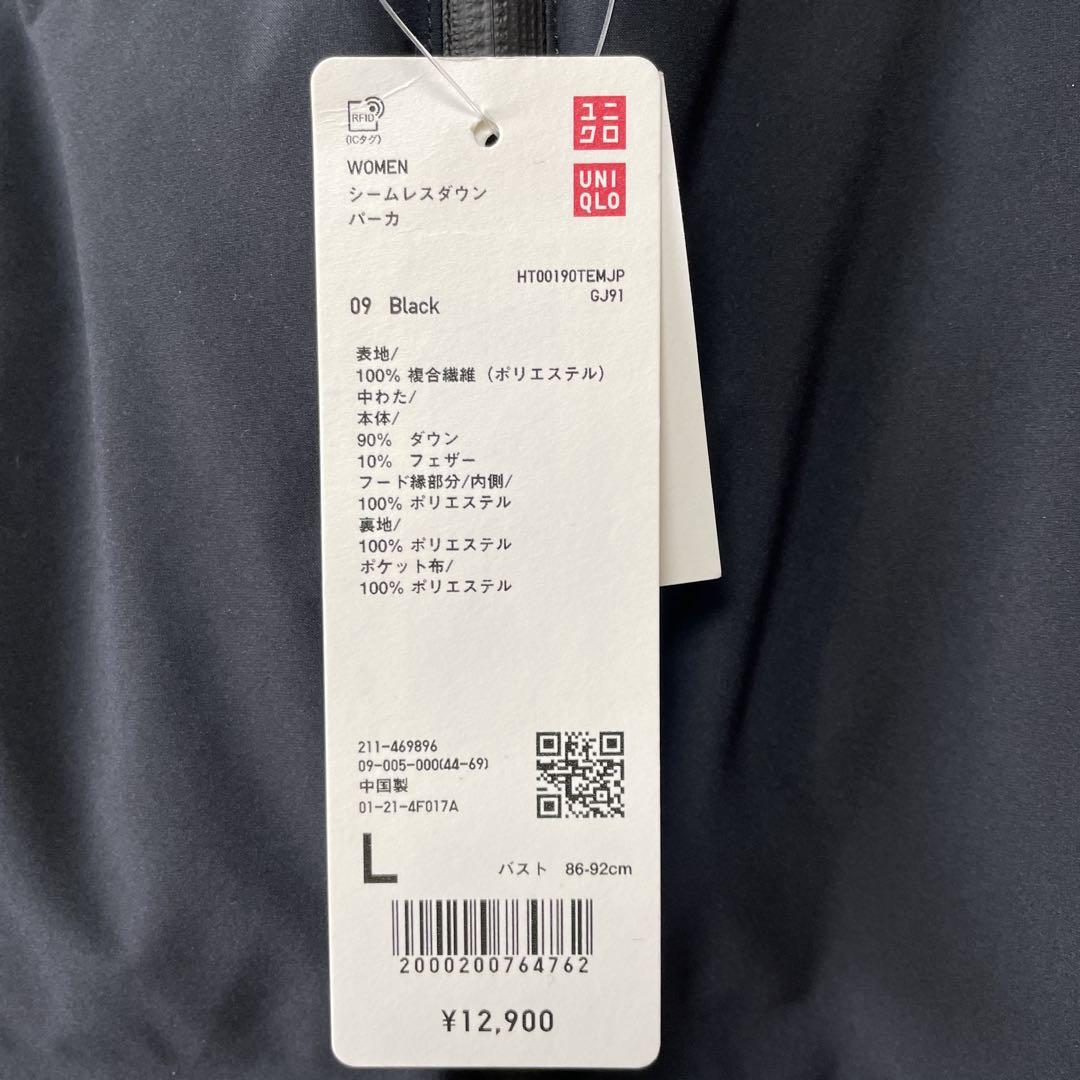 RFID
(ICタグ)
ユニ
クロ
UNI
QLO
WOMEN
シームレスダウン
パーカ
HT00190TEMJP
GJ91
09 Black
表地/
100% 複合繊維 (ポリエステル)
中わた/
本体/
90% ダウン
10% フェザー
フード縁部分/内側/
100% ポリエステル
裏地/
100% ポリエステル
ポケット布/
100% ポリエステル
211-469896
09-005-000(44-69)
中国製
01-21-4F017A
L バスト 86-92cm
2000200764762
¥12,900